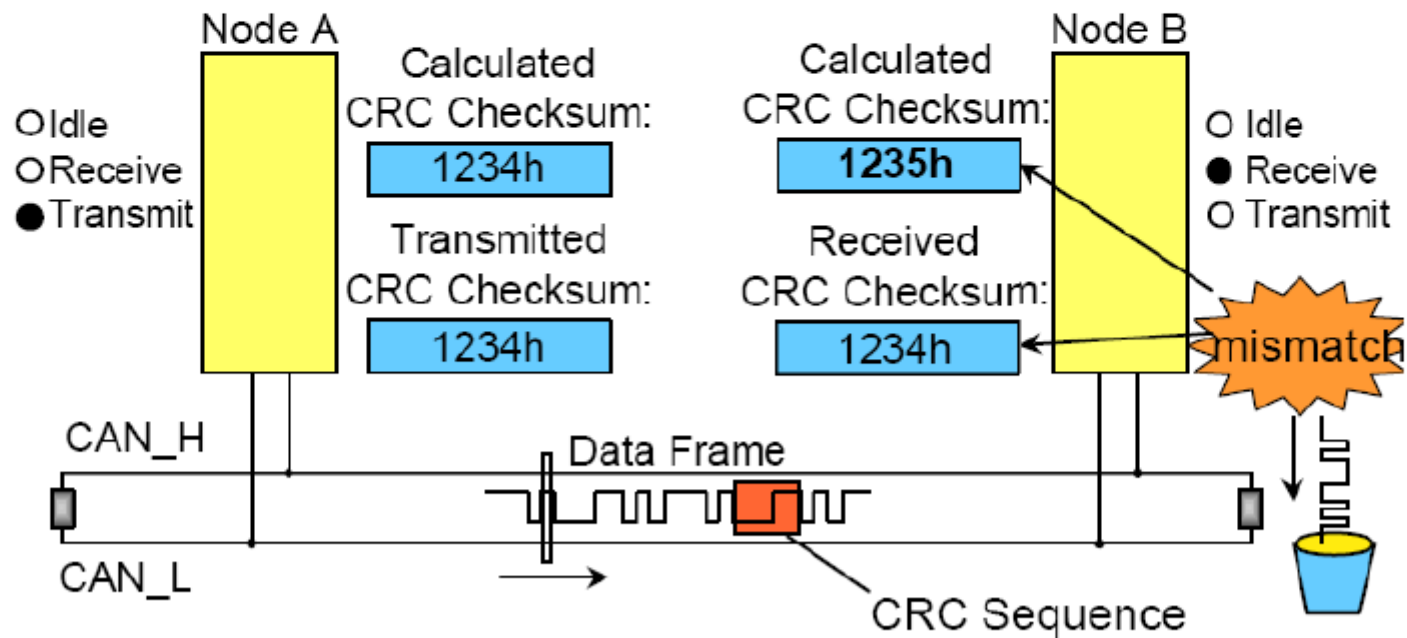 Node A
Calculated
CRC Checksum:
1234h
Transmitted
CRC Checksum:
1234h
Idle
Receive
Transmit
Node B
Calculated
CRC Checksum:
1235h
Received
CRC Checksum:
1234h
Idle
Receive
Transmit
mismatch
CAN_H
Data Frame
CAN_L
CRC Sequence